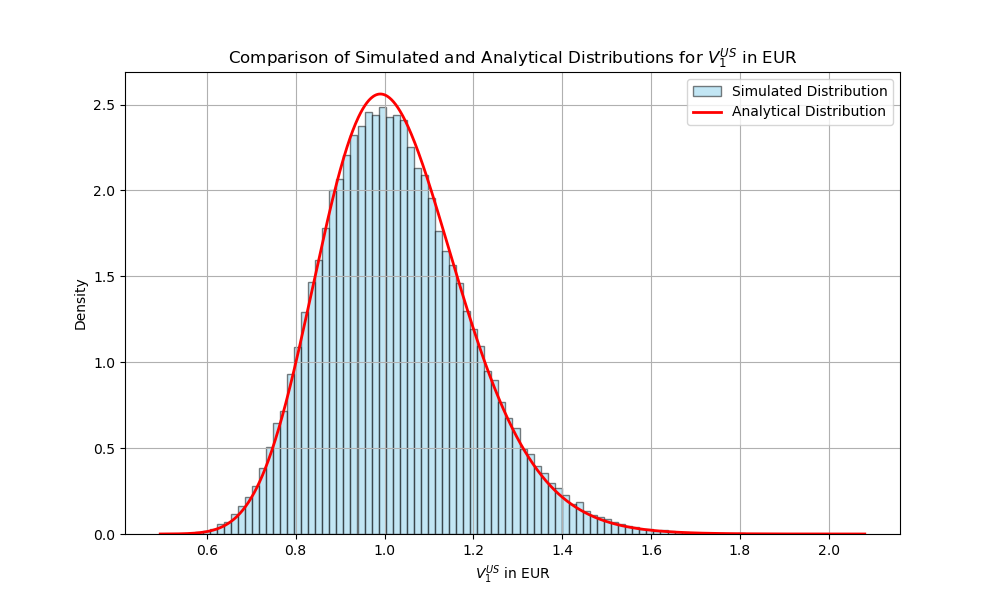 Comparison of Simulated and Analytical Distributions for $V_1^{US}$ in EUR
Simulated Distribution
Analytical Distribution
Density
2.5
2.0
1.5
1.0
0.5
0.0
0.6 0.8 1.0 1.2 1.4 1.6 1.8 2.0
$V_1^{US}$ in EUR